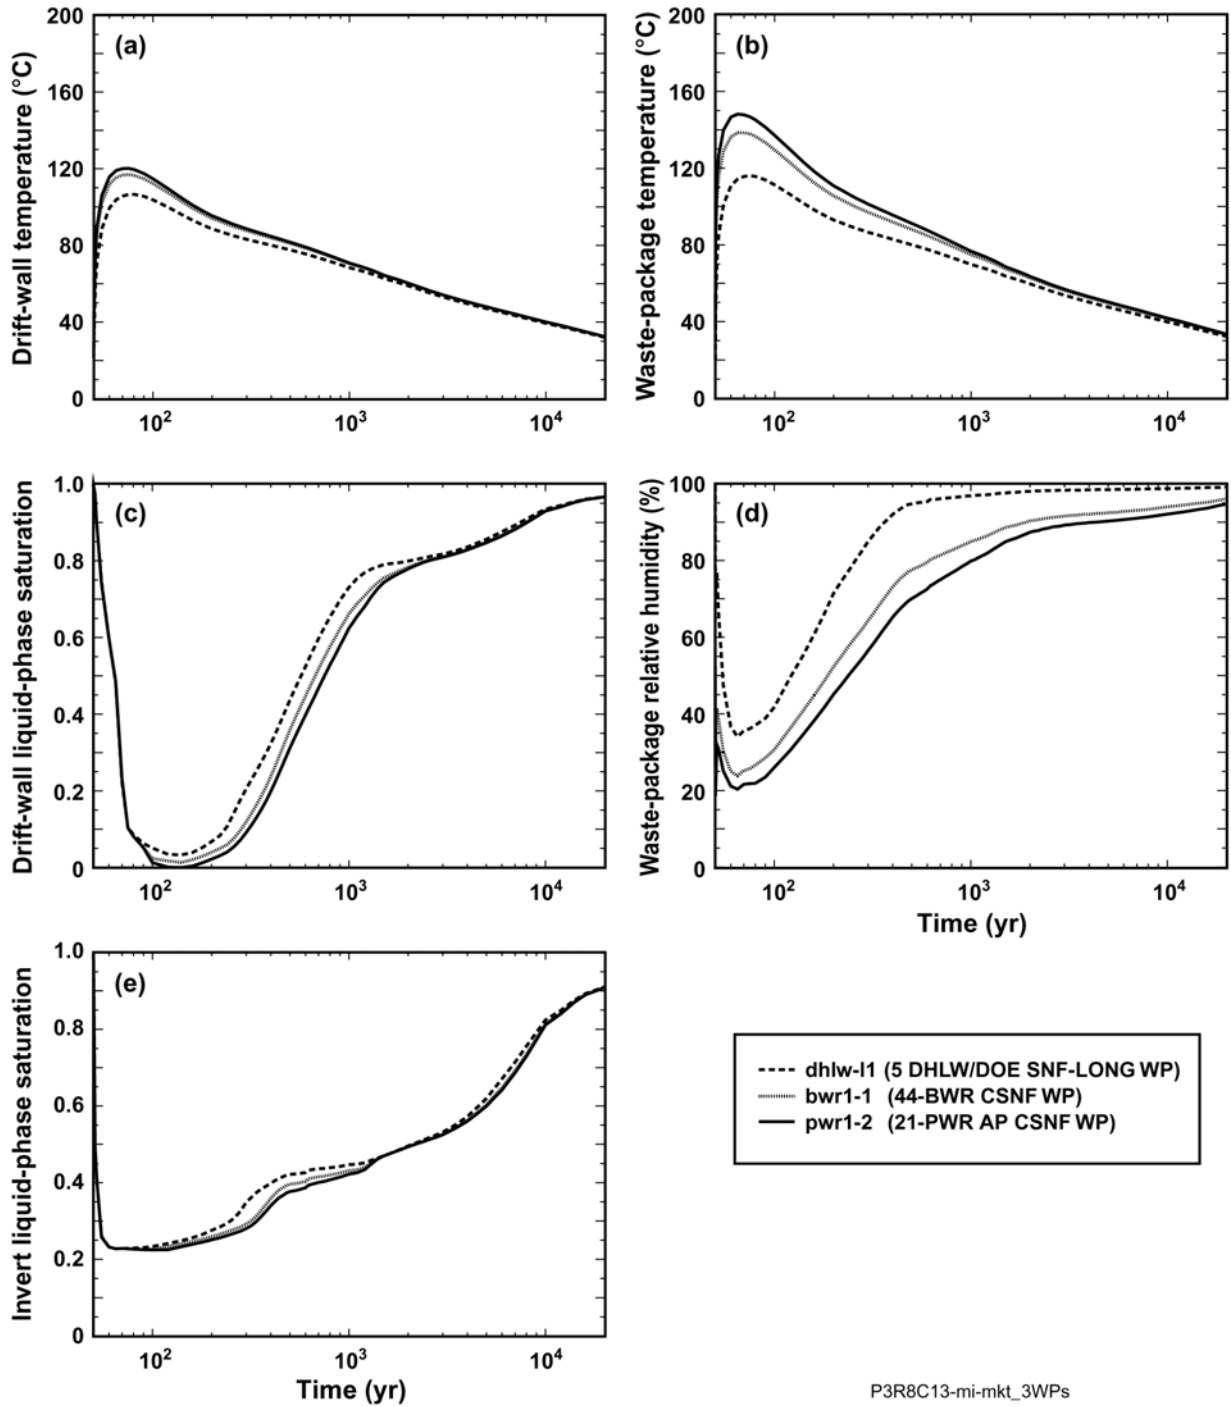 (a)
Drift-wall temperature (°C)
200
160
120
80
40
0
10²
10³
10⁴
(b)
Waste-package temperature (°C)
200
160
120
80
40
0
10²
10³
10⁴
(c)
Drift-wall liquid-phase saturation
1.0
0.8
0.6
0.4
0.2
0
10²
10³
10⁴
(d)
Waste-package relative humidity (%)
100
80
60
40
20
0
10²
10³
10⁴
Time (yr)
(e)
Invert liquid-phase saturation
1.0
0.8
0.6
0.4
0.2
0
10²
10³
10⁴
Time (yr)
dhlw-l1 (5 DHLW/DOE SNF-LONG WP)
bwr1-1 (44-BWR CSNF WP)
pwr1-2 (21-PWR AP CSNF WP)
P3R8C13-mi-mkt_3WPs